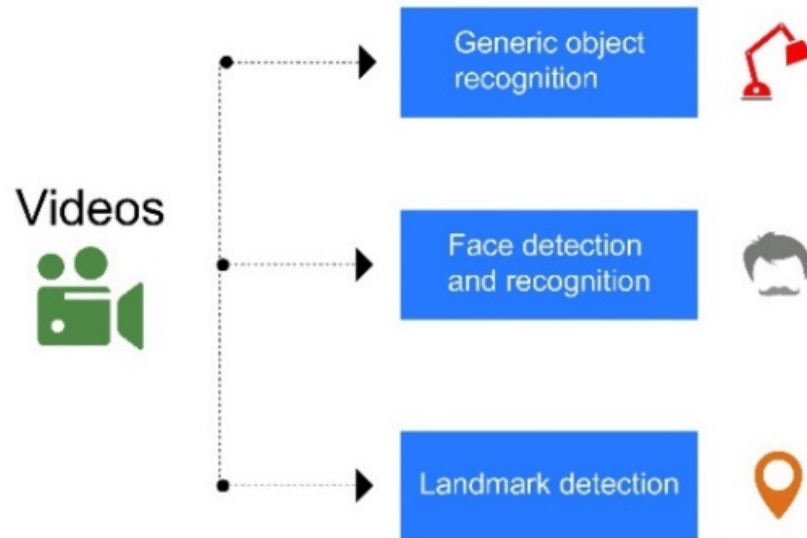 Videos
Generic object
recognition
Face detection
and recognition
Landmark detection